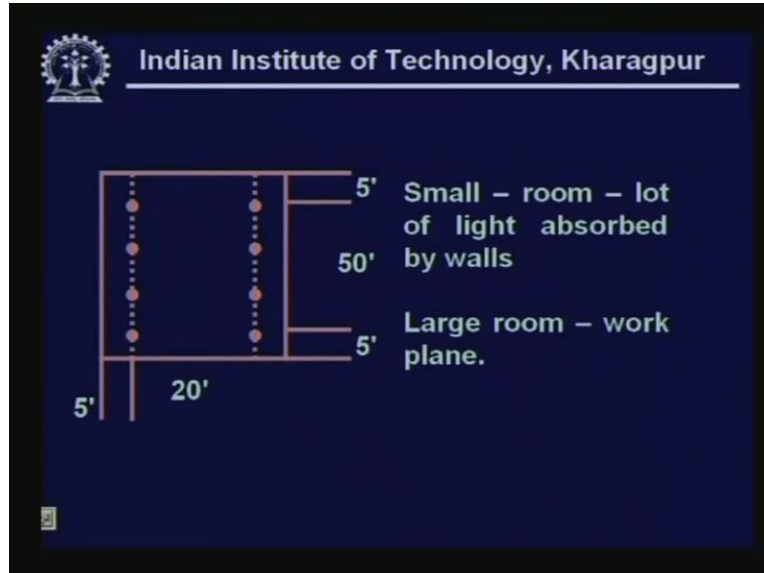 Indian Institute of Technology, Kharagpur
5'
50'
5'
20'
5'
Small – room – lot
of light absorbed
by walls
Large room – work
plane.